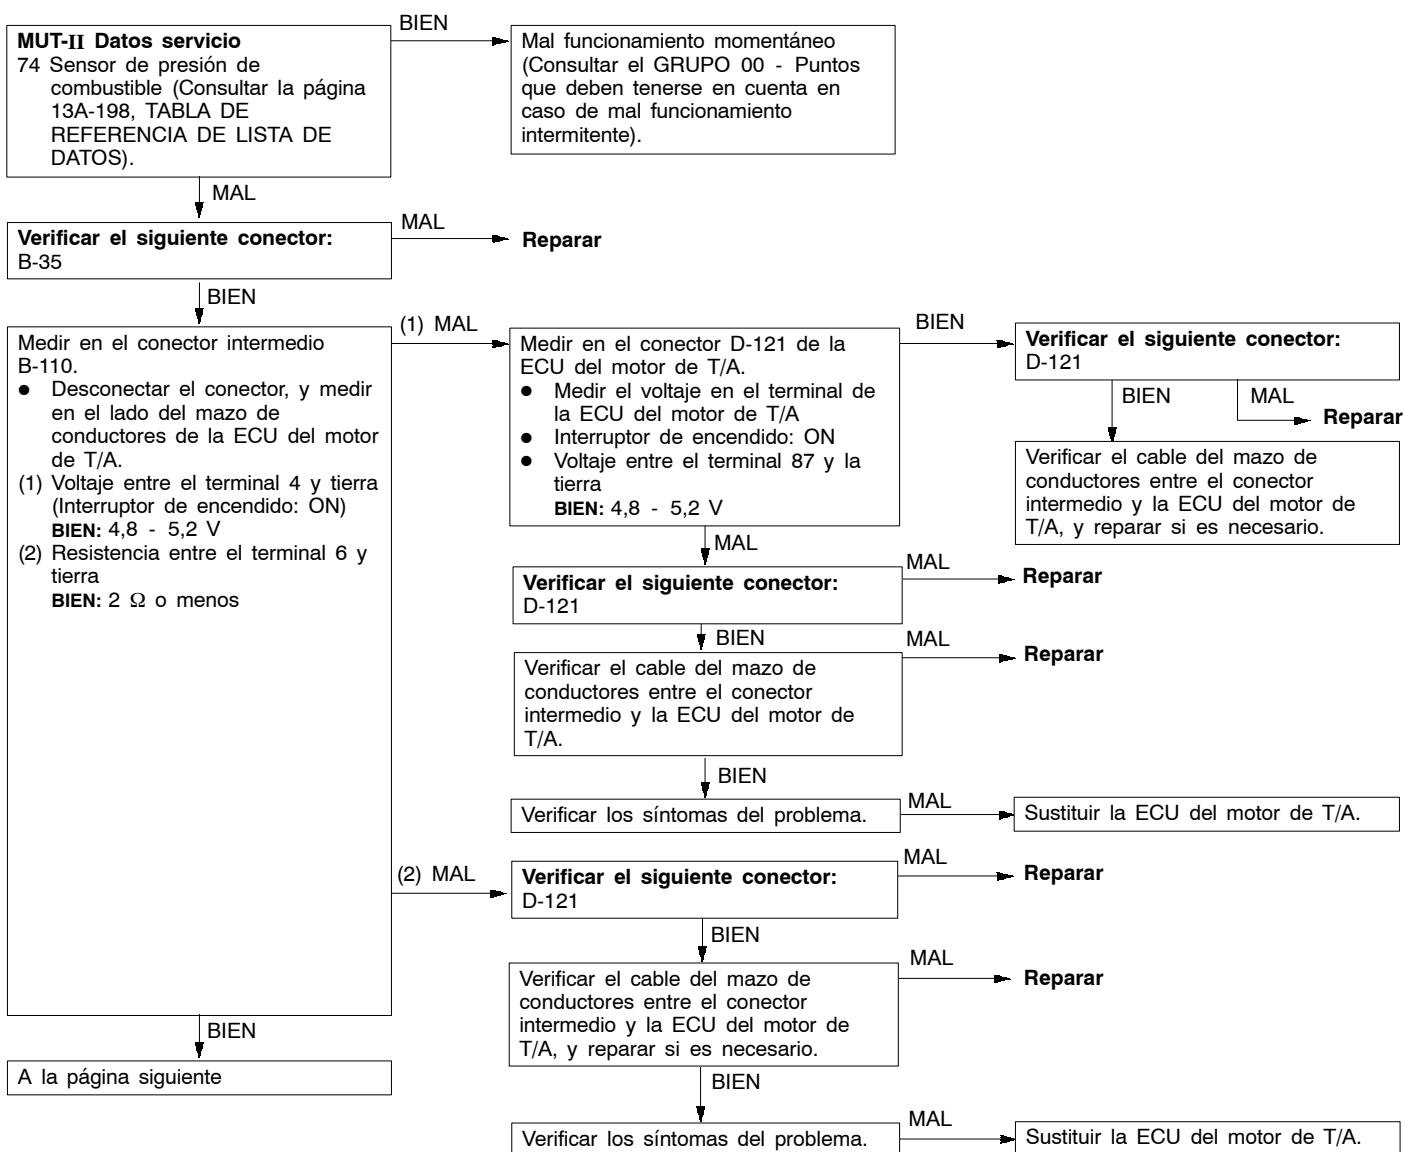 MUT-II Datos servicio
74 Sensor de presión de
combustible (Consultar la página
13A-198, TABLA DE
REFERENCIA DE LISTA DE
DATOS).
BIEN
Mal funcionamiento momentáneo
(Consultar el GRUPO 00 - Puntos
que deben tenerse en cuenta en
caso de mal funcionamiento
intermitente).
MAL
Verificar el siguiente conector:
B-35
MAL
Reparar
BIEN
Medir en el conector intermedio
B-110.
● Desconectar el conector, y medir
en el lado del mazo de
conductores de la ECU del motor
de T/A.
(1) Voltaje entre el terminal 4 y tierra
(Interruptor de encendido: ON)
BIEN: 4,8 - 5,2 V
(2) Resistencia entre el terminal 6 y
tierra
BIEN: 2 Ω o menos
(1) MAL
Medir en el conector D-121 de la
ECU del motor de T/A.
● Medir el voltaje en el terminal de
la ECU del motor de T/A
● Interruptor de encendido: ON
● Voltaje entre el terminal 87 y la
tierra
BIEN: 4,8 - 5,2 V
BIEN
Verificar el siguiente conector:
D-121
BIEN
MAL
Reparar
Verificar el cable del mazo de
conductores entre el conector
intermedio y la ECU del motor de
T/A, y reparar si es necesario.
MAL
Verificar el siguiente conector:
D-121
MAL
Reparar
BIEN
Verificar el cable del mazo de
conductores entre el conector
intermedio y la ECU del motor de
T/A.
MAL
Reparar
BIEN
Verificar los síntomas del problema.
MAL
Sustituir la ECU del motor de T/A.
(2) MAL
Verificar el siguiente conector:
D-121
MAL
Reparar
BIEN
Verificar el cable del mazo de
conductores entre el conector
intermedio y la ECU del motor de
T/A, y reparar si es necesario.
MAL
Reparar
BIEN
Verificar los síntomas del problema.
MAL
Sustituir la ECU del motor de T/A.
BIEN
A la página siguiente